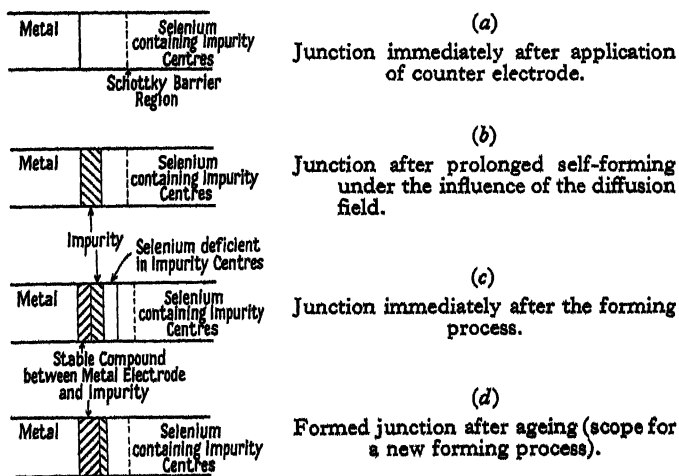 Metal
Selenium
containing Impurity
Centres
Schottky Barrier
Region
(a)
Junction immediately after application
of counter electrode.
Metal
Selenium
containing Impurity
Centres
(b)
Junction after prolonged self-forming
under the influence of the diffusion
field.
Impurity
Selenium deficient
in Impurity Centres
Metal
Selenium
containing Impurity
Centres
(c)
Junction immediately after the forming
process.
Stable Compound
between Metal Electrode
and Impurity
Metal
Selenium
containing Impurity
Centres
(d)
Formed junction after ageing (scope for
a new forming process).